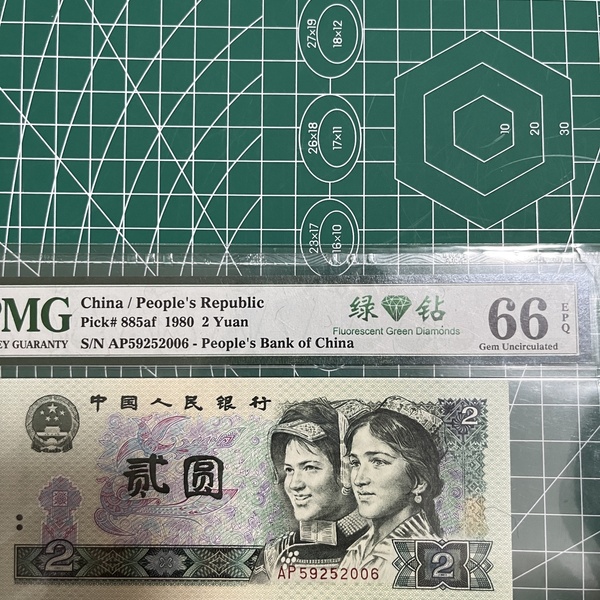 27×19
18×12
26×18
17×11
23×17
16×10
10 20 30
PMG
EY GUARANTY
China / People's Republic
Pick# 885af 1980 2 Yuan
S/N AP59252006 - People's Bank of China
绿 钻
Fluorescent Green Diamonds
66 EPQ
Gem Uncirculated
中国人民银行
2
贰圆
2
AP59252006
2